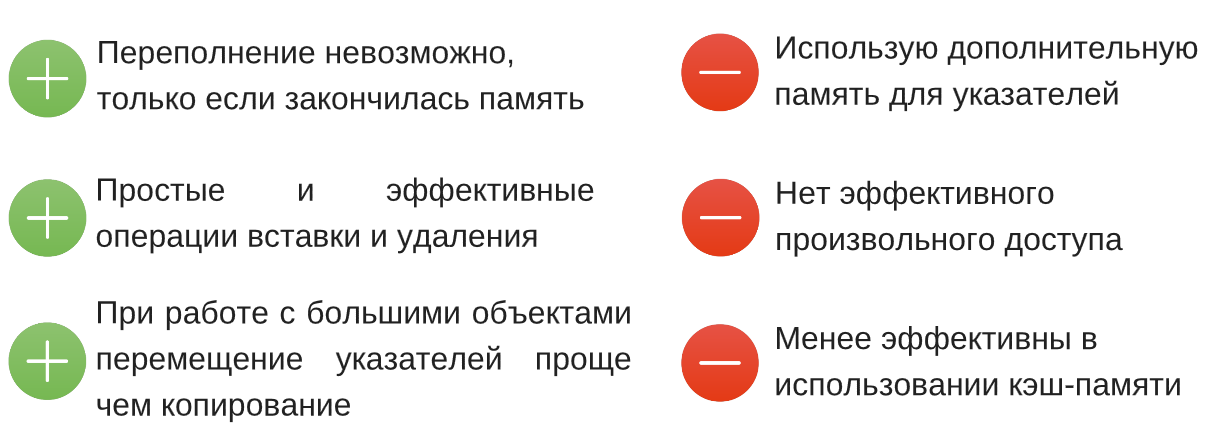 Переполнение невозможно,
только если закончилась память
Простые и эффективные
операции вставки и удаления
При работе с большими объектами
перемещение указателей проще
чем копирование
Использую дополнительную
память для указателей
Нет эффективного
произвольного доступа
Менее эффективны в
использовании кэш-памяти